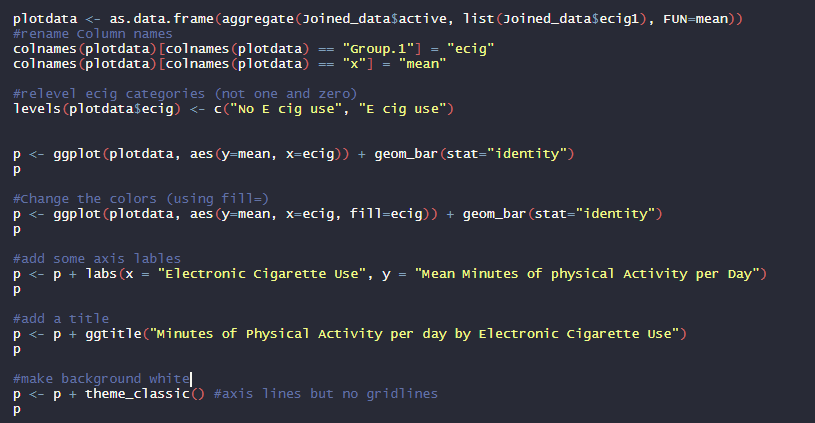 plotdata <- as.data.frame(aggregate(Joined_data$active, list(Joined_data$ecig1), FUN=mean))
#rename Column names
colnames(plotdata)[colnames(plotdata) == "Group.1"] = "ecig"
colnames(plotdata)[colnames(plotdata) == "x"] = "mean"
#relevel ecig categories (not one and zero)
levels(plotdata$ecig) <- c("No E cig use", "E cig use")
p <- ggplot(plotdata, aes(y=mean, x=ecig)) + geom_bar(stat="identity")
p
#Change the colors (using fill=)
p <- ggplot(plotdata, aes(y=mean, x=ecig, fill=ecig)) + geom_bar(stat="identity")
p
#add some axis lables
p <- p + labs(x = "Electronic Cigarette Use", y = "Mean Minutes of physical Activity per Day")
p
#add a title
p <- p + ggtitle("Minutes of Physical Activity per day by Electronic Cigarette Use")
p
#make background white
p <- p + theme_classic() #axis lines but no gridlines
p